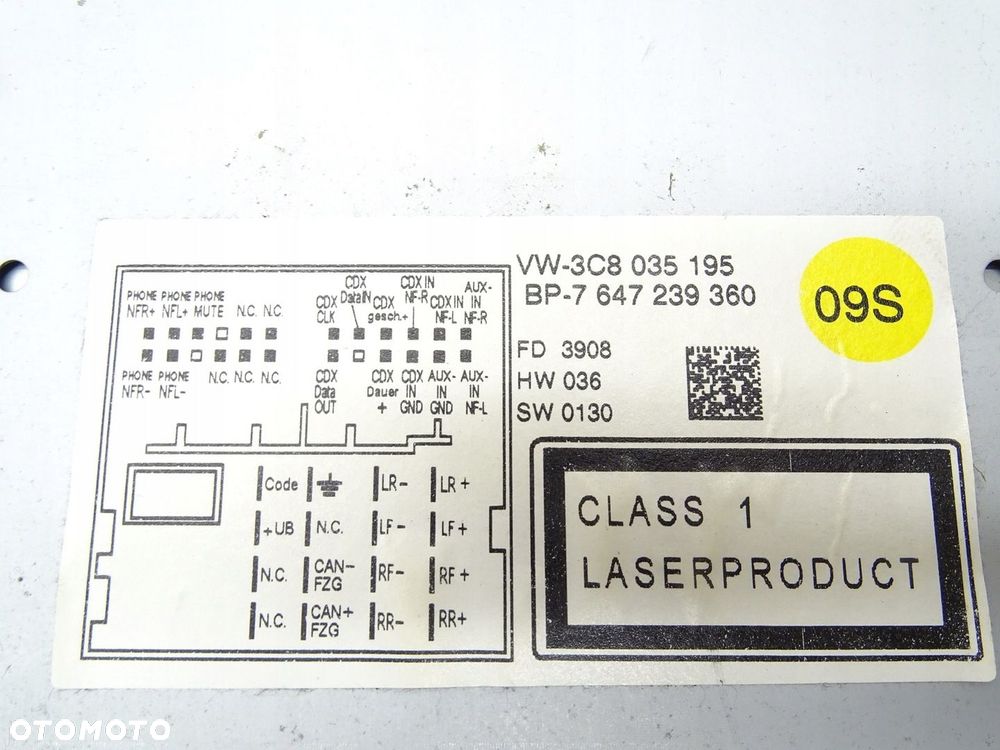 VW-3C8 035 195
BP-7 647 239 360
09S
FD 3908
HW 036
SW 0130
CLASS 1
LASERPRODUCT
PHONE NFR+
PHONE NFL+
PHONE MUTE
N.C.
N.C.
CDX CLK
CDX DataIN
gesch.+
CDX IN NF-R
CDX IN NF-L
AUX-IN NF-R
PHONE NFR-
PHONE NFL-
N.C.
N.C.
N.C.
CDX Data OUT
CDX Dauer +
CDX IN GND
AUX-IN GND
AUX-IN NF-L
Code
LR-
LR+
+UB
N.C.
LF-
LF+
N.C.
CAN- FZG
RF-
RF+
N.C.
CAN+ FZG
RR-
RR+
OTOMOTO